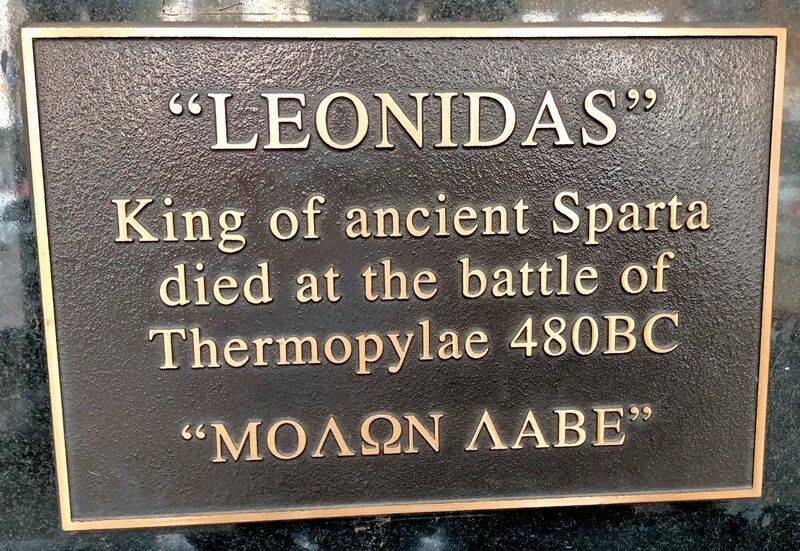 “LEONIDAS”
King of ancient Sparta
died at the battle of
Thermopylae 480BC
“ΜΟΛΩΝ ΛΑΒΕ”